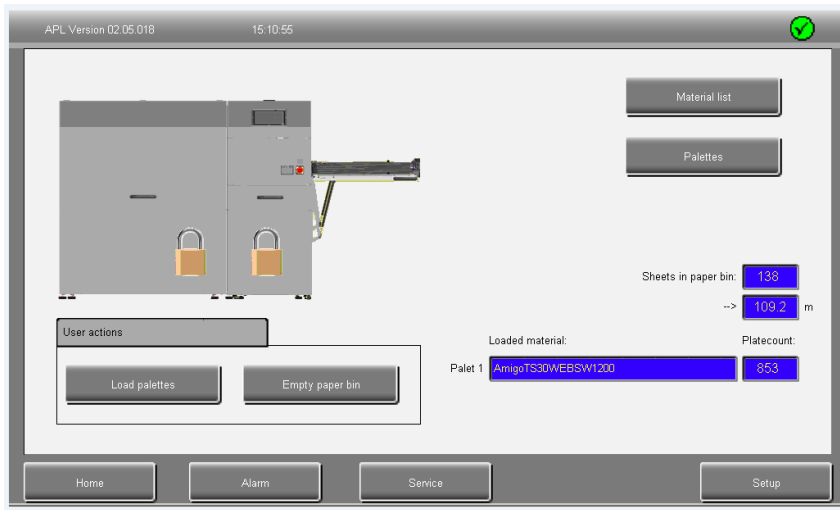 APL Version 02.05.018 15:10:55
Material list
Palettes
Sheets in paper bin: 138
--> 109.2 m
User actions
Loaded material: Platecount:
Load palettes Empty paper bin
Palet 1 AmigoTS30WEBSW1200 853
Home Alarm Service Setup